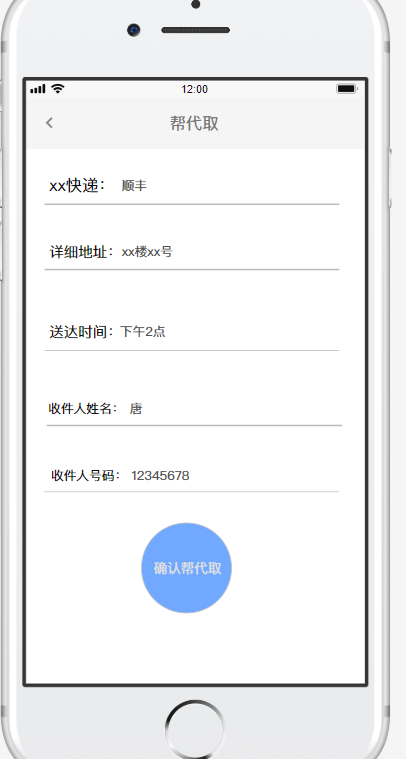 12:00
帮代取
xx快递： 顺丰
详细地址：xx楼xx号
送达时间：下午2点
收件人姓名： 唐
收件人号码： 12345678
确认帮代取